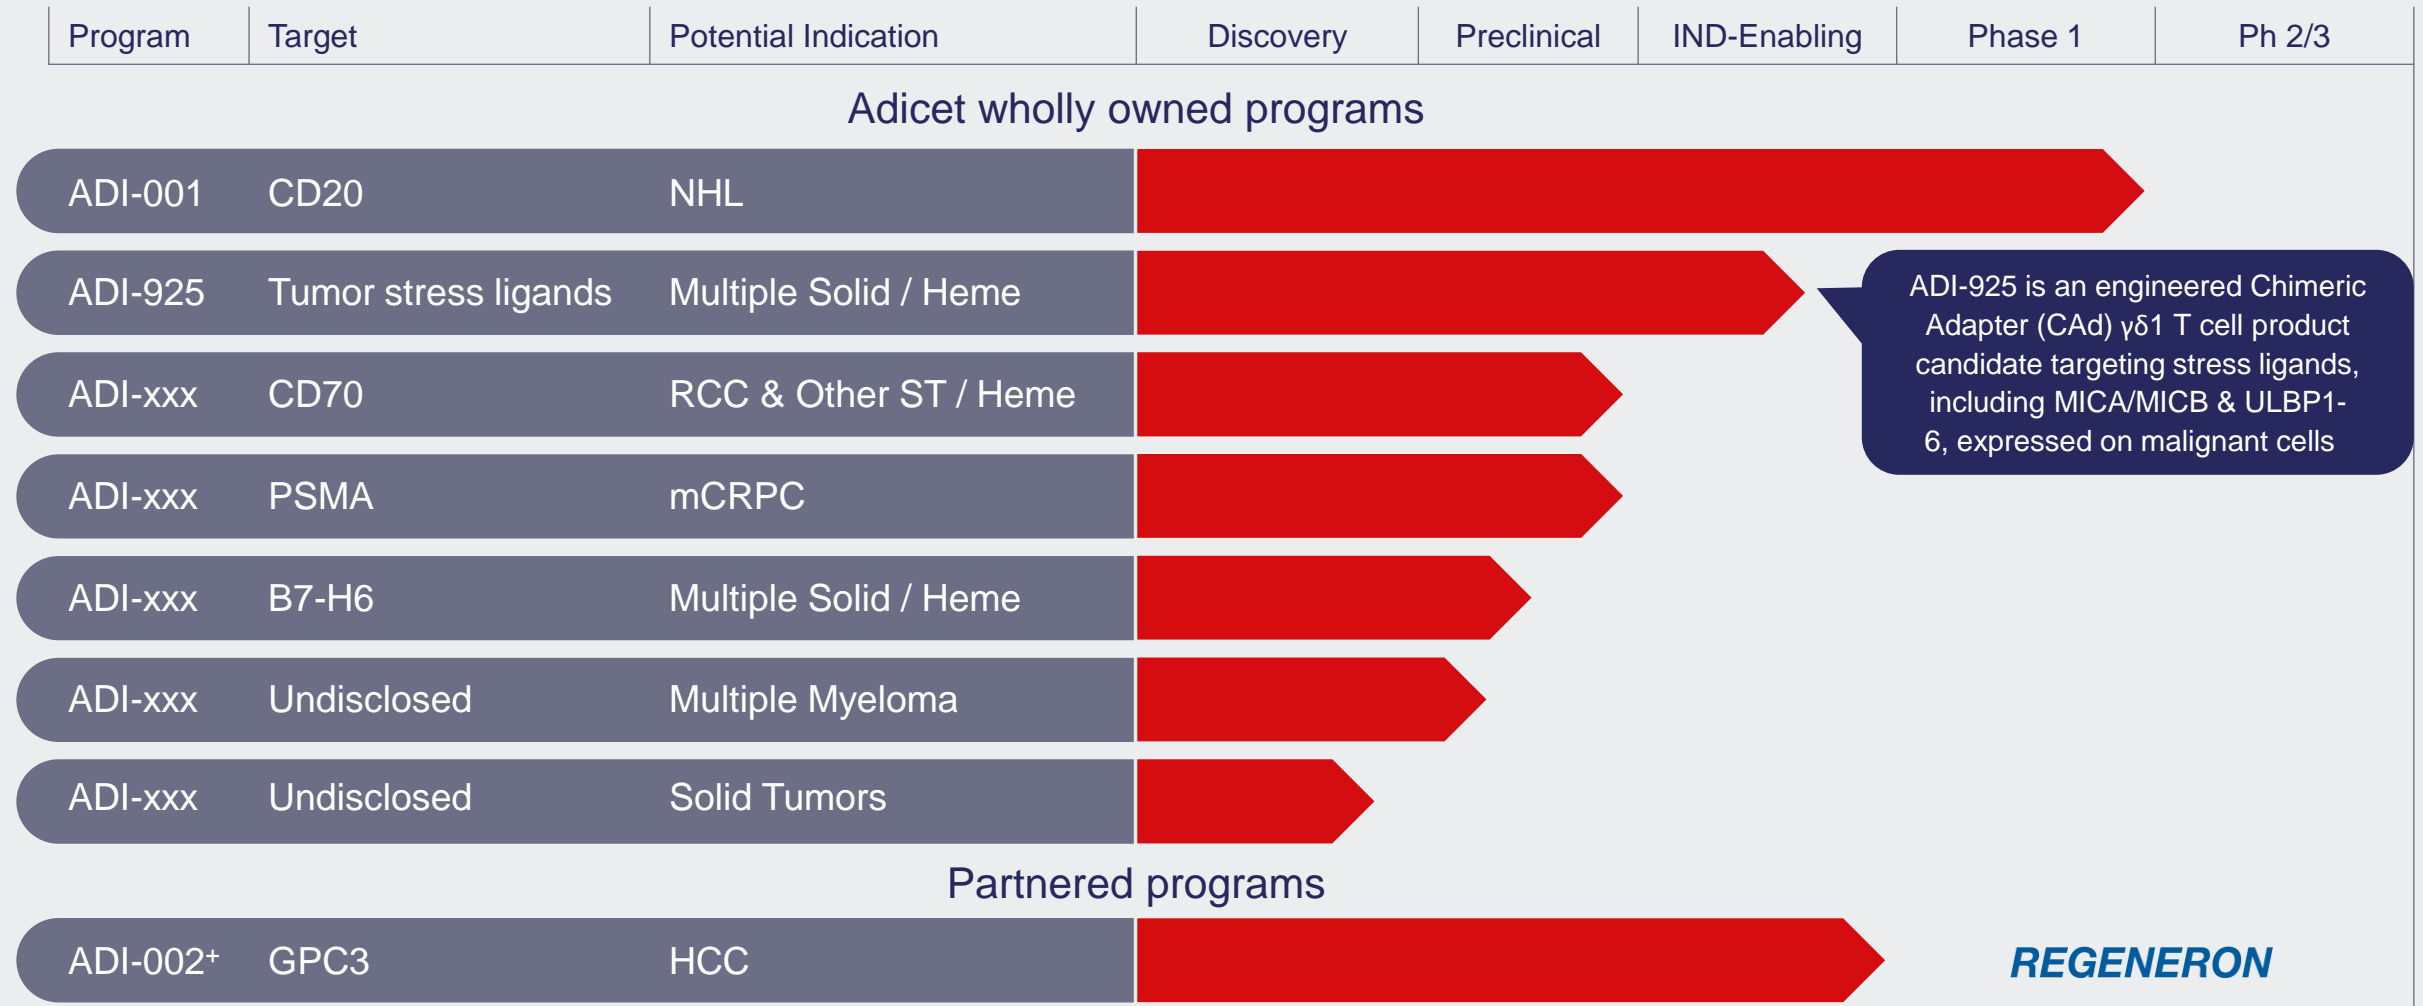 Program Target Potential Indication Discovery Preclinical IND-Enabling Phase 1 Ph 2/3
Adicet wholly owned programs
ADI-001 CD20 NHL
ADI-925 Tumor stress ligands Multiple Solid / Heme
ADI-925 is an engineered Chimeric
Adapter (CAd) γδ1 T cell product
candidate targeting stress ligands,
including MICA/MICB & ULBP1-
6, expressed on malignant cells
ADI-xxx CD70 RCC & Other ST / Heme
ADI-xxx PSMA mCRPC
ADI-xxx B7-H6 Multiple Solid / Heme
ADI-xxx Undisclosed Multiple Myeloma
ADI-xxx Undisclosed Solid Tumors
Partnered programs
ADI-002⁺ GPC3 HCC REGENERON